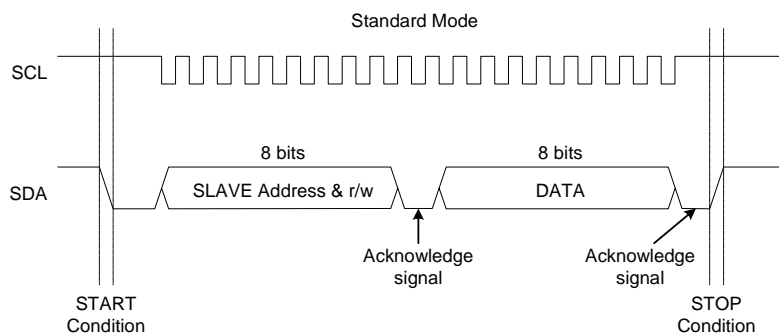 Standard Mode
SCL
8 bits
8 bits
SDA
SLAVE Address & r/w
DATA
Acknowledge
signal
Acknowledge
signal
START
Condition
STOP
Condition